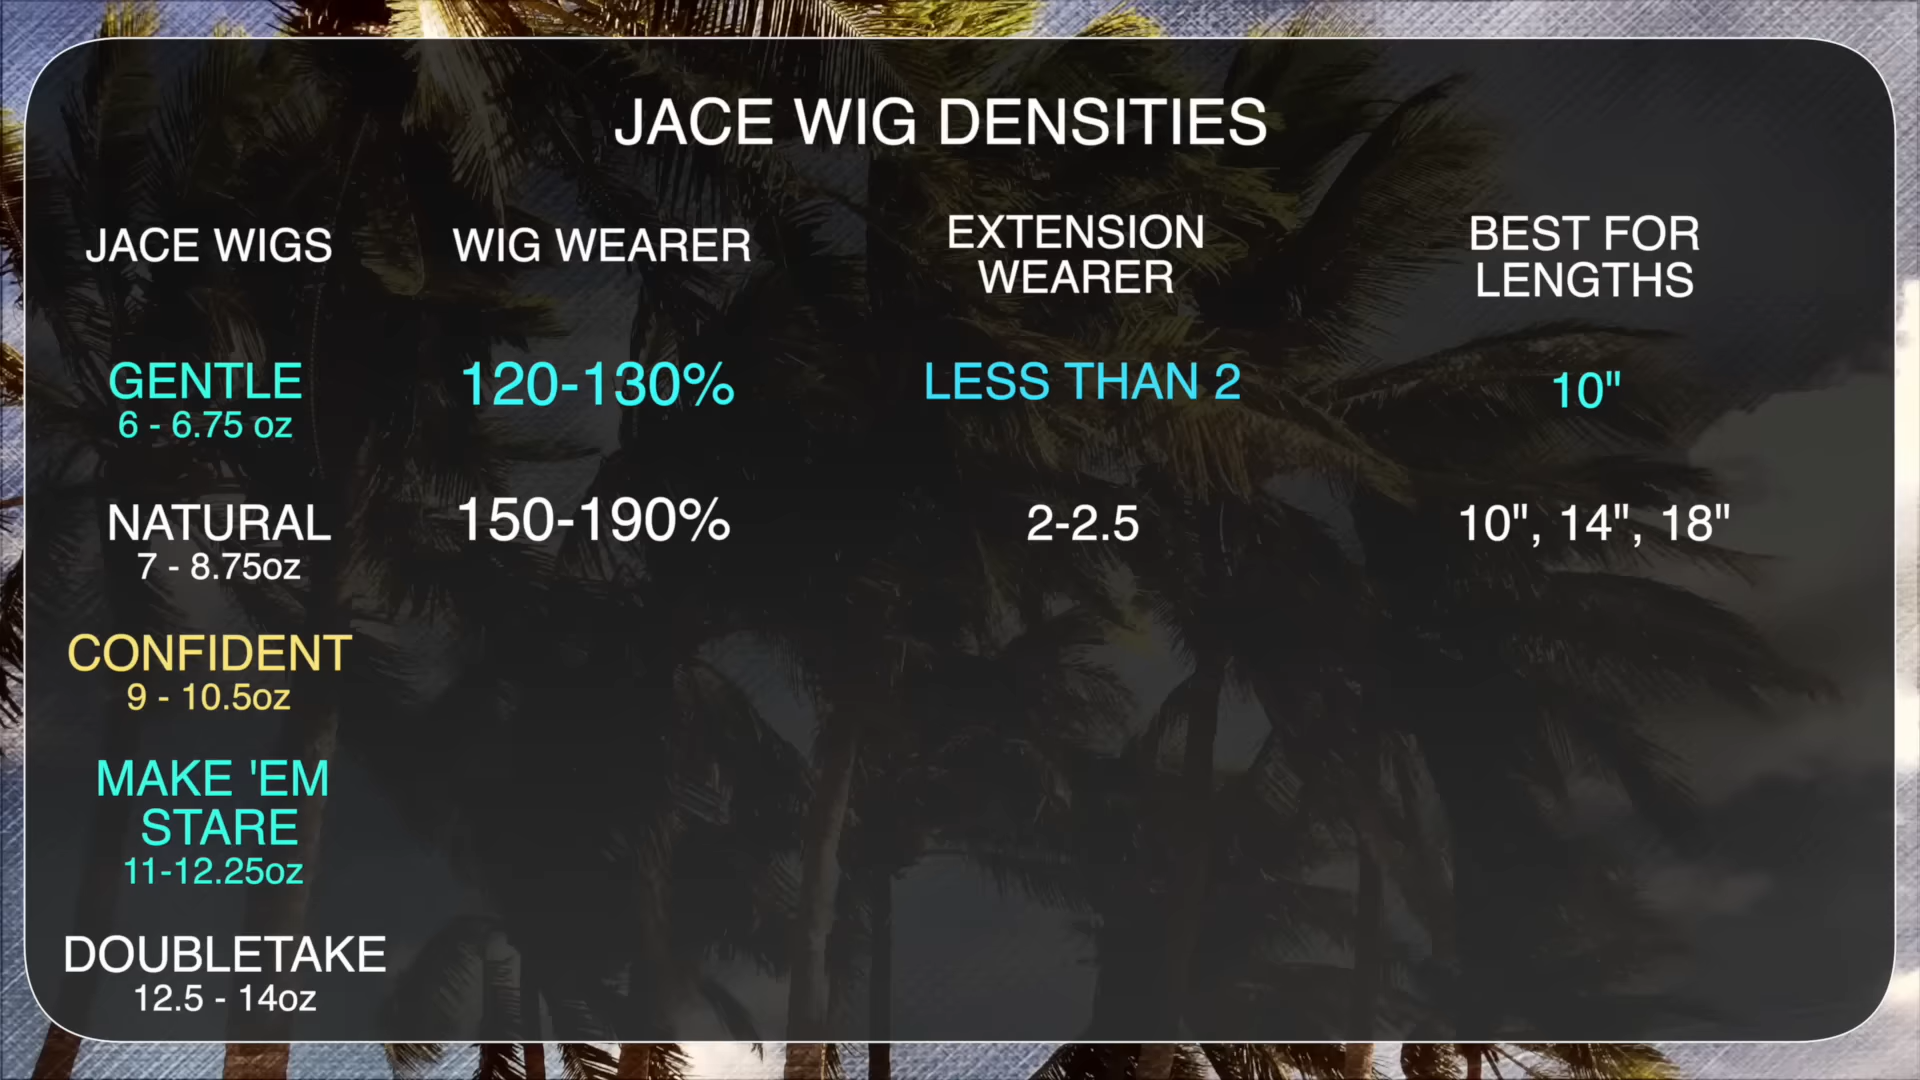 JACE WIG DENSITIES
JACE WIGS
WIG WEARER
EXTENSION
WEARER
BEST FOR
LENGTHS
GENTLE
6 - 6.75 oz
120-130%
LESS THAN 2
10"
NATURAL
7 - 8.75oz
150-190%
2-2.5
10", 14", 18"
CONFIDENT
9 - 10.5oz
MAKE 'EM
STARE
11-12.25oz
DOUBLETAKE
12.5 - 14oz